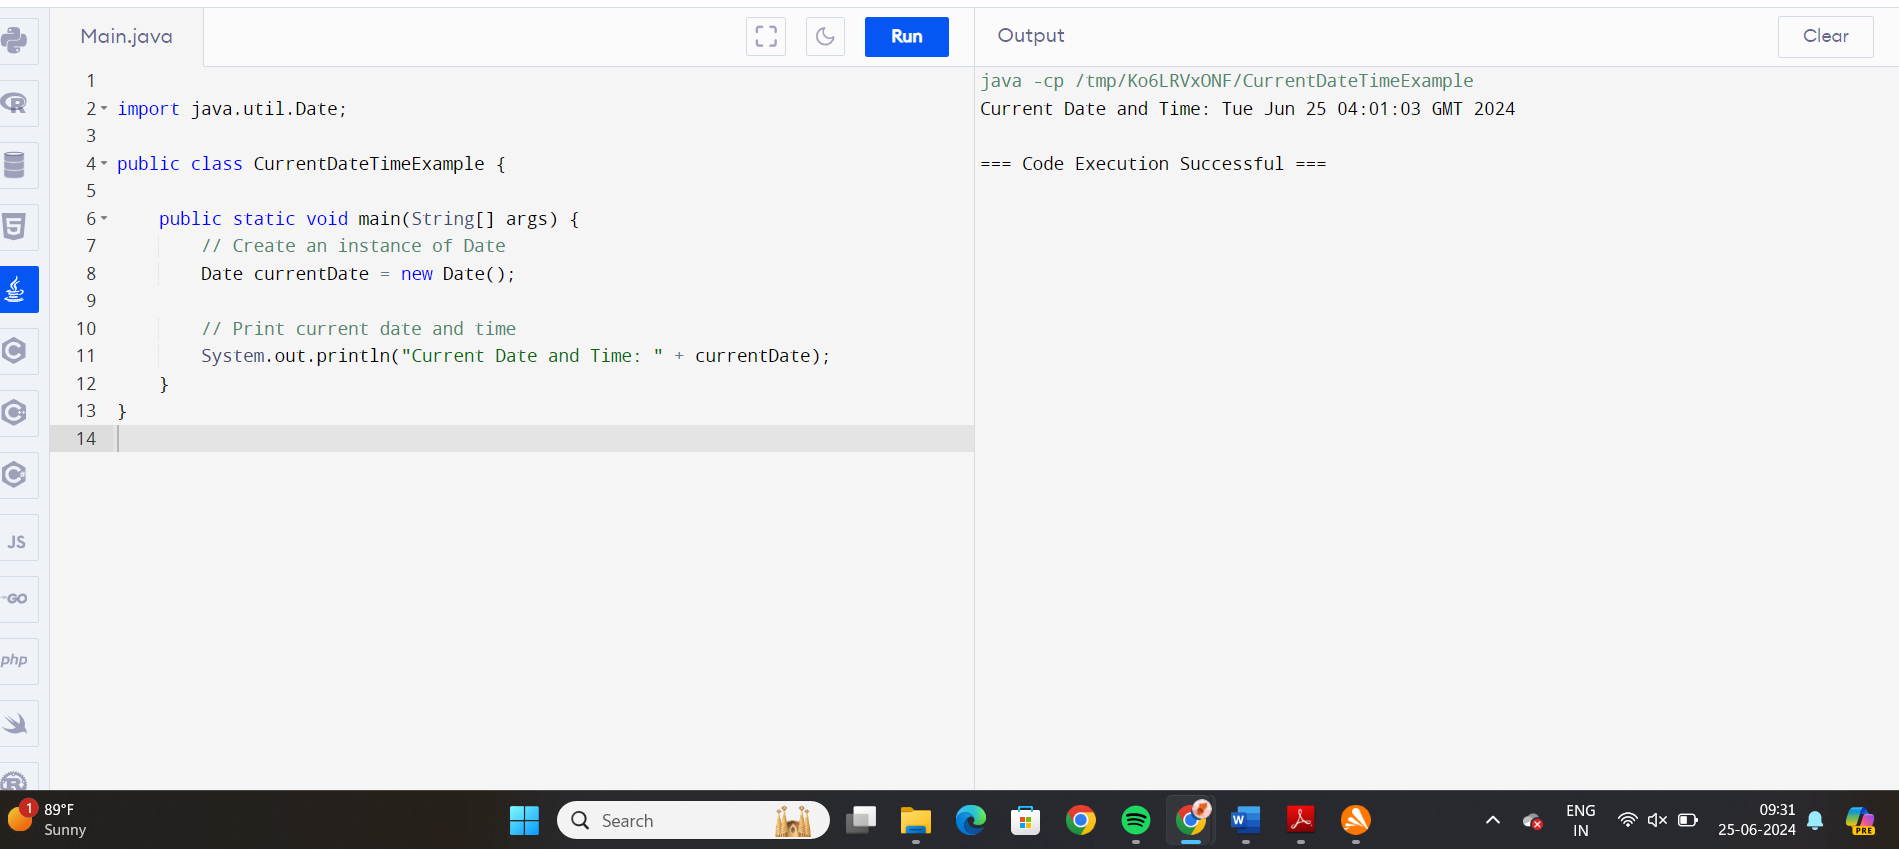 Main.java
Run
Output
Clear
1
2 import java.util.Date;
3
4 public class CurrentDateTimeExample {
5
6     public static void main(String[] args) {
7         // Create an instance of Date
8         Date currentDate = new Date();
9
10         // Print current date and time
11         System.out.println("Current Date and Time: " + currentDate);
12     }
13 }
14
java -cp /tmp/Ko6LRVxONF/CurrentDateTimeExample
Current Date and Time: Tue Jun 25 04:01:03 GMT 2024
=== Code Execution Successful ===
R
5
C
C
C
JS
GO
php
R
1
89°F
Sunny
Search
W
ENG
IN
09:31
25-06-2024
PRE